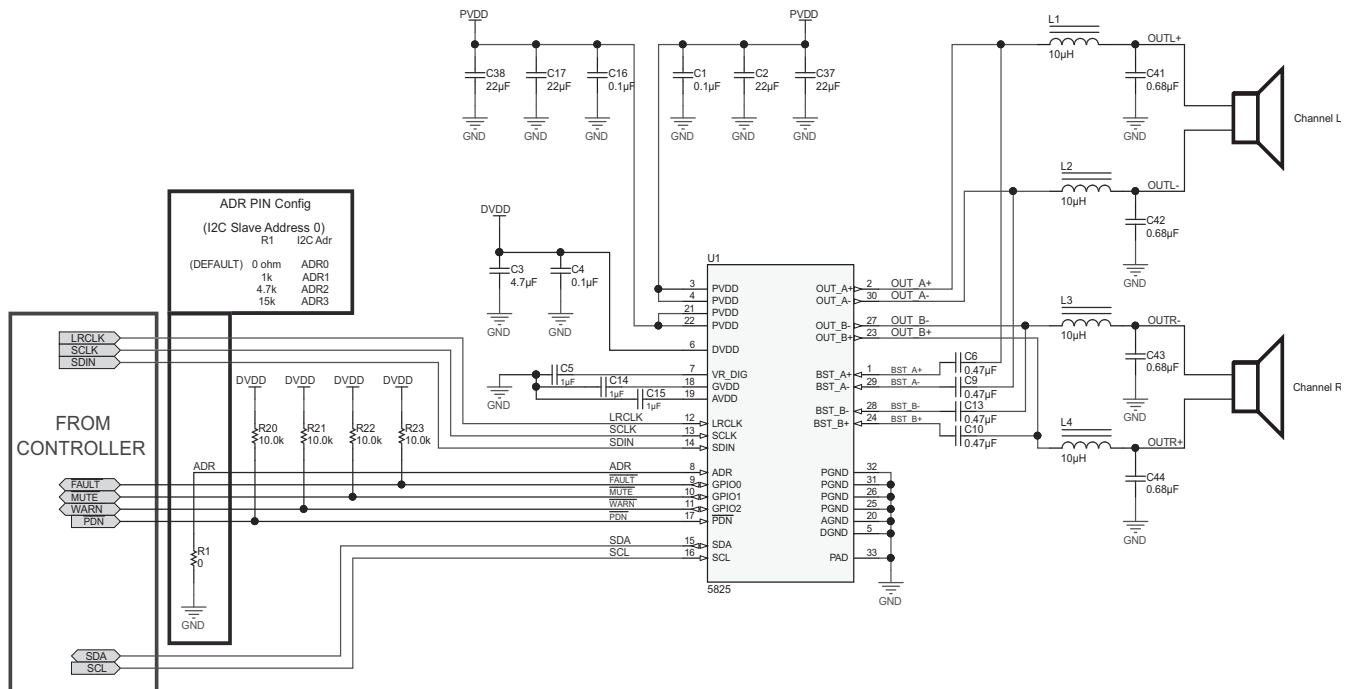 PVDD
PVDD
C38
22µF
C17
22µF
C16
0.1µF
C1
0.1µF
C2
22µF
C37
22µF
GND
GND
GND
GND
GND
GND
L1
10µH
OUTL+
C41
0.68µF
GND
Channel L
L2
10µH
OUTL-
C42
0.68µF
GND
ADR PIN Config
(I2C Slave Address 0)
R1 I2C Adr
(DEFAULT) 0 ohm ADR0
1k ADR1
4.7k ADR2
15k ADR3
DVDD
C3
4.7µF
C4
0.1µF
GND
GND
U1
3 PVDD
4 PVDD
21 PVDD
22 PVDD
6 DVDD
7 VR_DIG
18 GVDD
19 AVDD
LRCLK 12 LRCLK
SCLK 13 SCLK
SDIN 14 SDIN
ADR 8 ADR
FAULT 9 GPIO0
MUTE 10 GPIO1
WARN 11 GPIO2
PDN 17 PDN
SDA 15 SDA
SCL 16 SCL
5825
OUT_A+ 2 OUT_A+
OUT_A- 30 OUT_A-
OUT_B- 27 OUT_B-
OUT_B+ 23 OUT_B+
BST_A+ 1 BST_A+
BST_A- 29 BST_A-
BST_B- 28 BST_B-
BST_B+ 24 BST_B+
PGND 32
PGND 31
PGND 26
PGND 25
AGND 20
DGND 5
PAD 33
GND
C6
0.47µF
C9
0.47µF
C13
0.47µF
C10
0.47µF
L3
10µH
OUTR-
C43
0.68µF
GND
Channel R
L4
10µH
OUTR+
C44
0.68µF
GND
GND
C5
1µF
C14
1µF
C15
1µF
LRCLK
SCLK
SDIN
DVDD DVDD DVDD DVDD
R20
10.0k
R21
10.0k
R22
10.0k
R23
10.0k
FROM
CONTROLLER
ADR
FAULT
MUTE
WARN
PDN
R1
0
GND
SDA
SCL